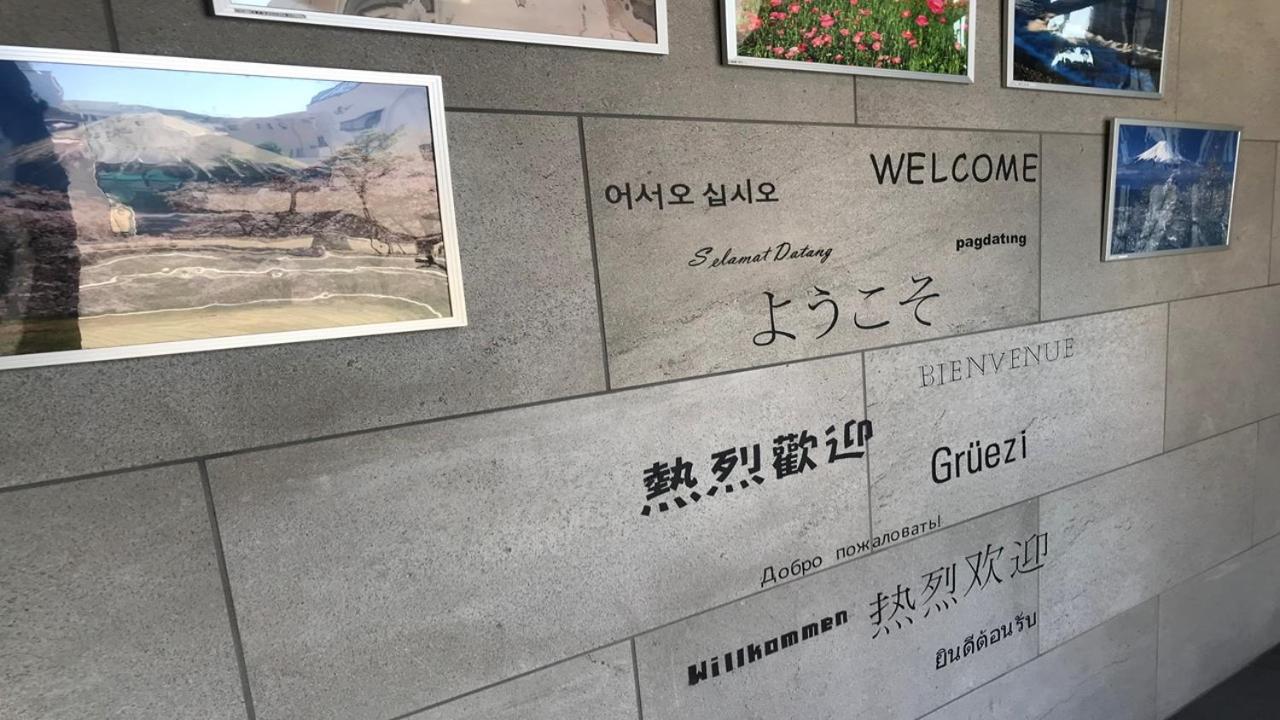 어서오 십시오
WELCOME
Selamat Datang
pagdating
ようこそ
BIENVENUE
熱烈歡迎
Grüezi
Добро пожаловать!
热烈欢迎
Willkommen
ยินดีต้อนรับ